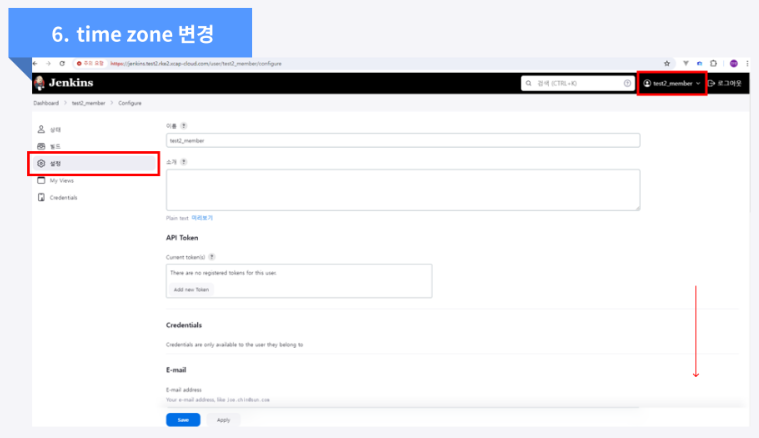 6. time zone 변경
주의 요함 https://jenkins.test2.rke2.scap-cloud.com/user/test2_member/configure
Jenkins
검색 (CTRL+K)
test2_member
로그아웃
Dashboard > test2_member > Configure
상태
빌드
설정
My Views
Credentials
이름 ?
test2_member
소개 ?
Plain text 미리보기
API Token
Current token(s) ?
There are no registered tokens for this user.
Add new Token
Credentials
Credentials are only available to the user they belong to
E-mail
E-mail address
Your e-mail address, like joe.chin@sun.com
Save
Apply